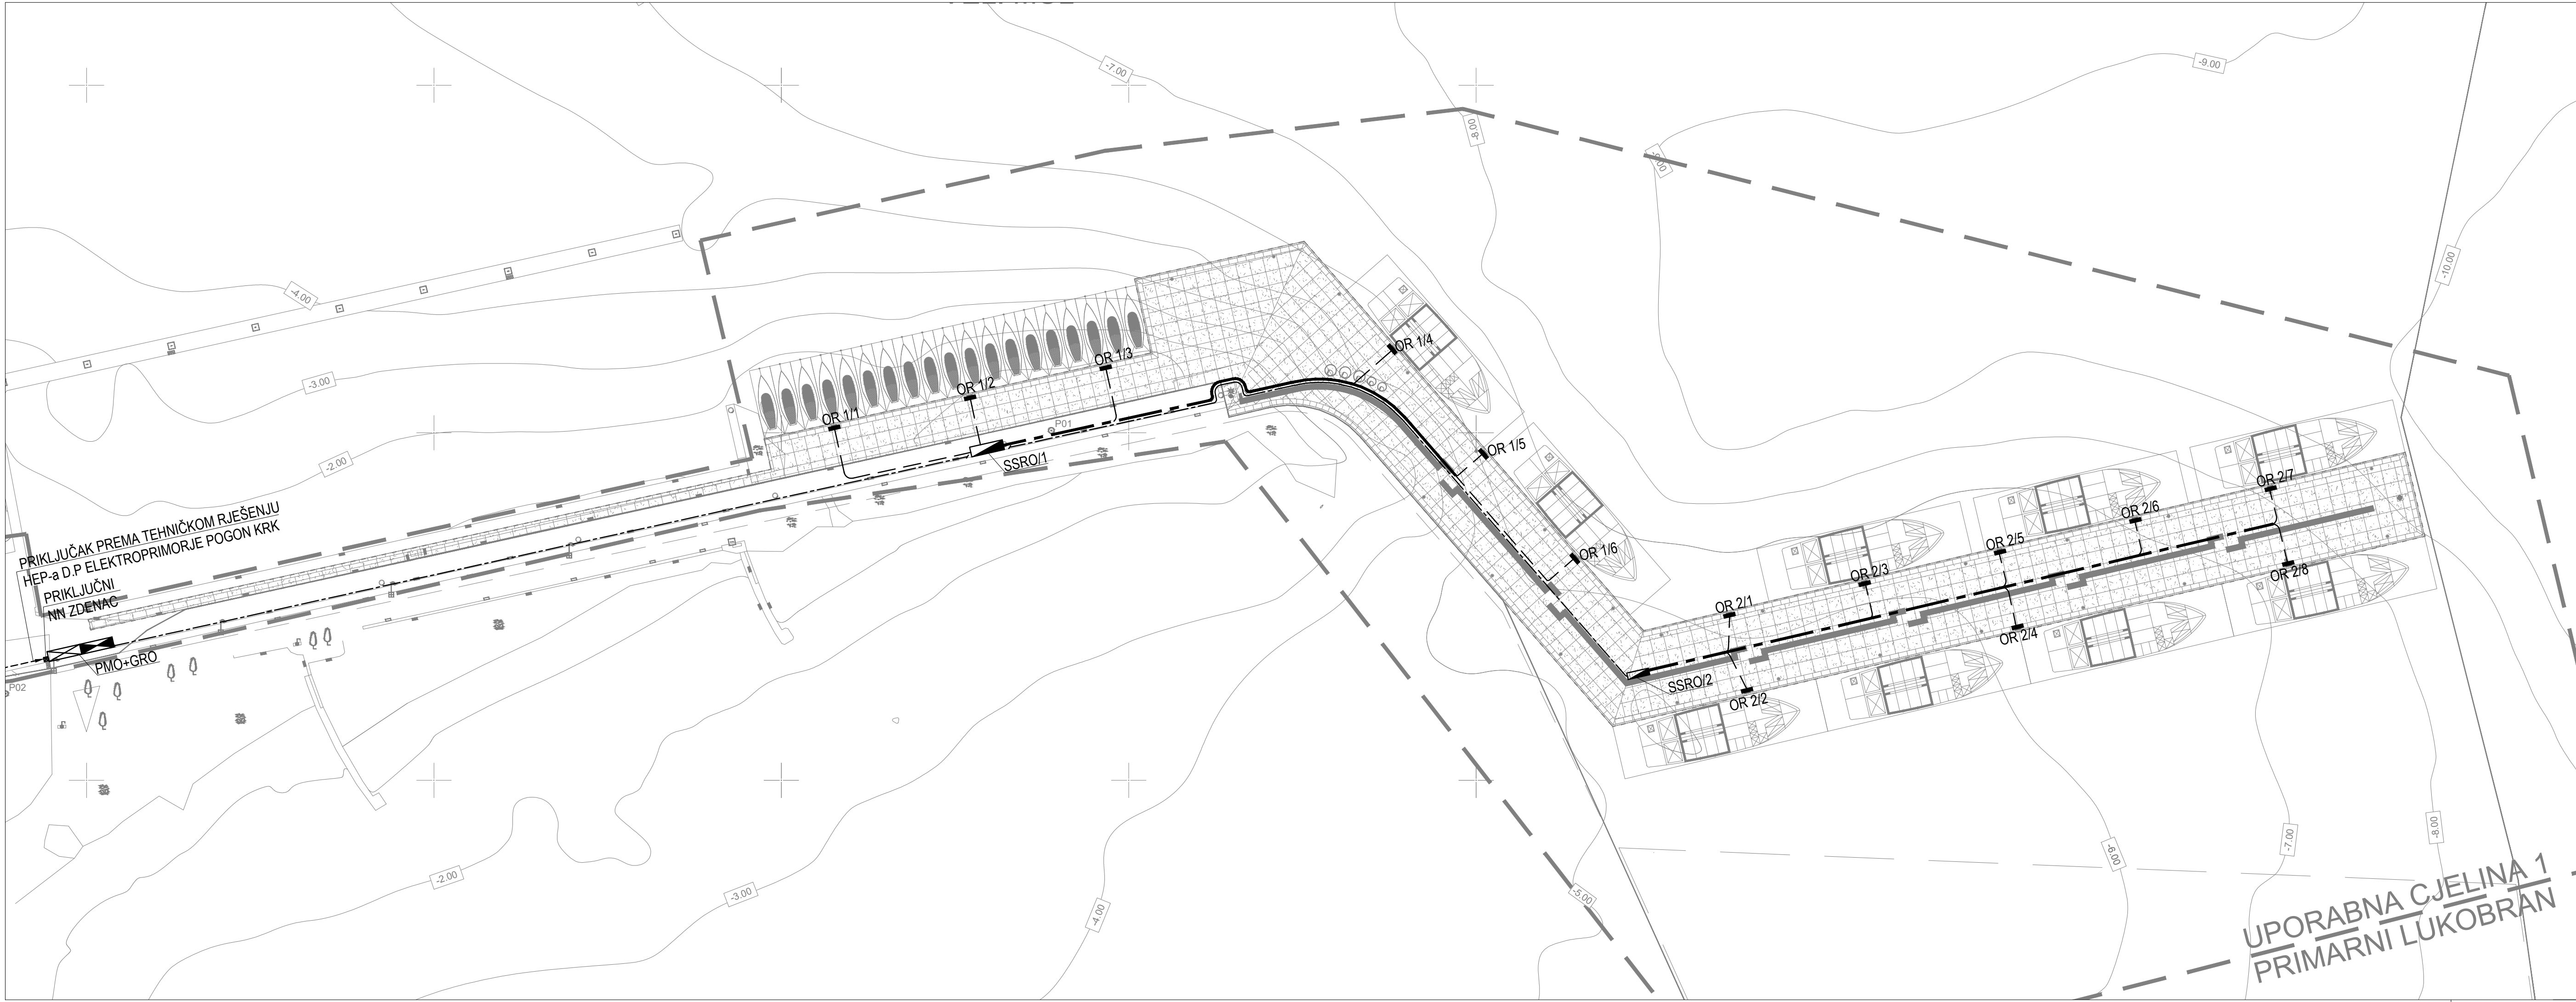 -7.00
-8.00
-9.00
-9.00
-10.00
-4.00
-3.00
-2.00
OR 1/1
OR 1/2
OR 1/3
OR 1/4
OR 1/5
OR 1/6
P01
SSRO/1
PRIKLJUČAK PREMA TEHNIČKOM RJEŠENJU
HEP-a D.P ELEKTROPRIMORJE POGON KRK
PRIKLJUČNI
NN ZDENAC
PMO+GRO
P02
OR 2/1
OR 2/3
OR 2/5
OR 2/6
OR 2/7
OR 2/8
OR 2/4
OR 2/2
SSRO/2
-2.00
-3.00
-4.00
-5.00
-6.00
-7.00
-8.00
UPORABNA CJELINA 1
PRIMARNI LUKOBRAN